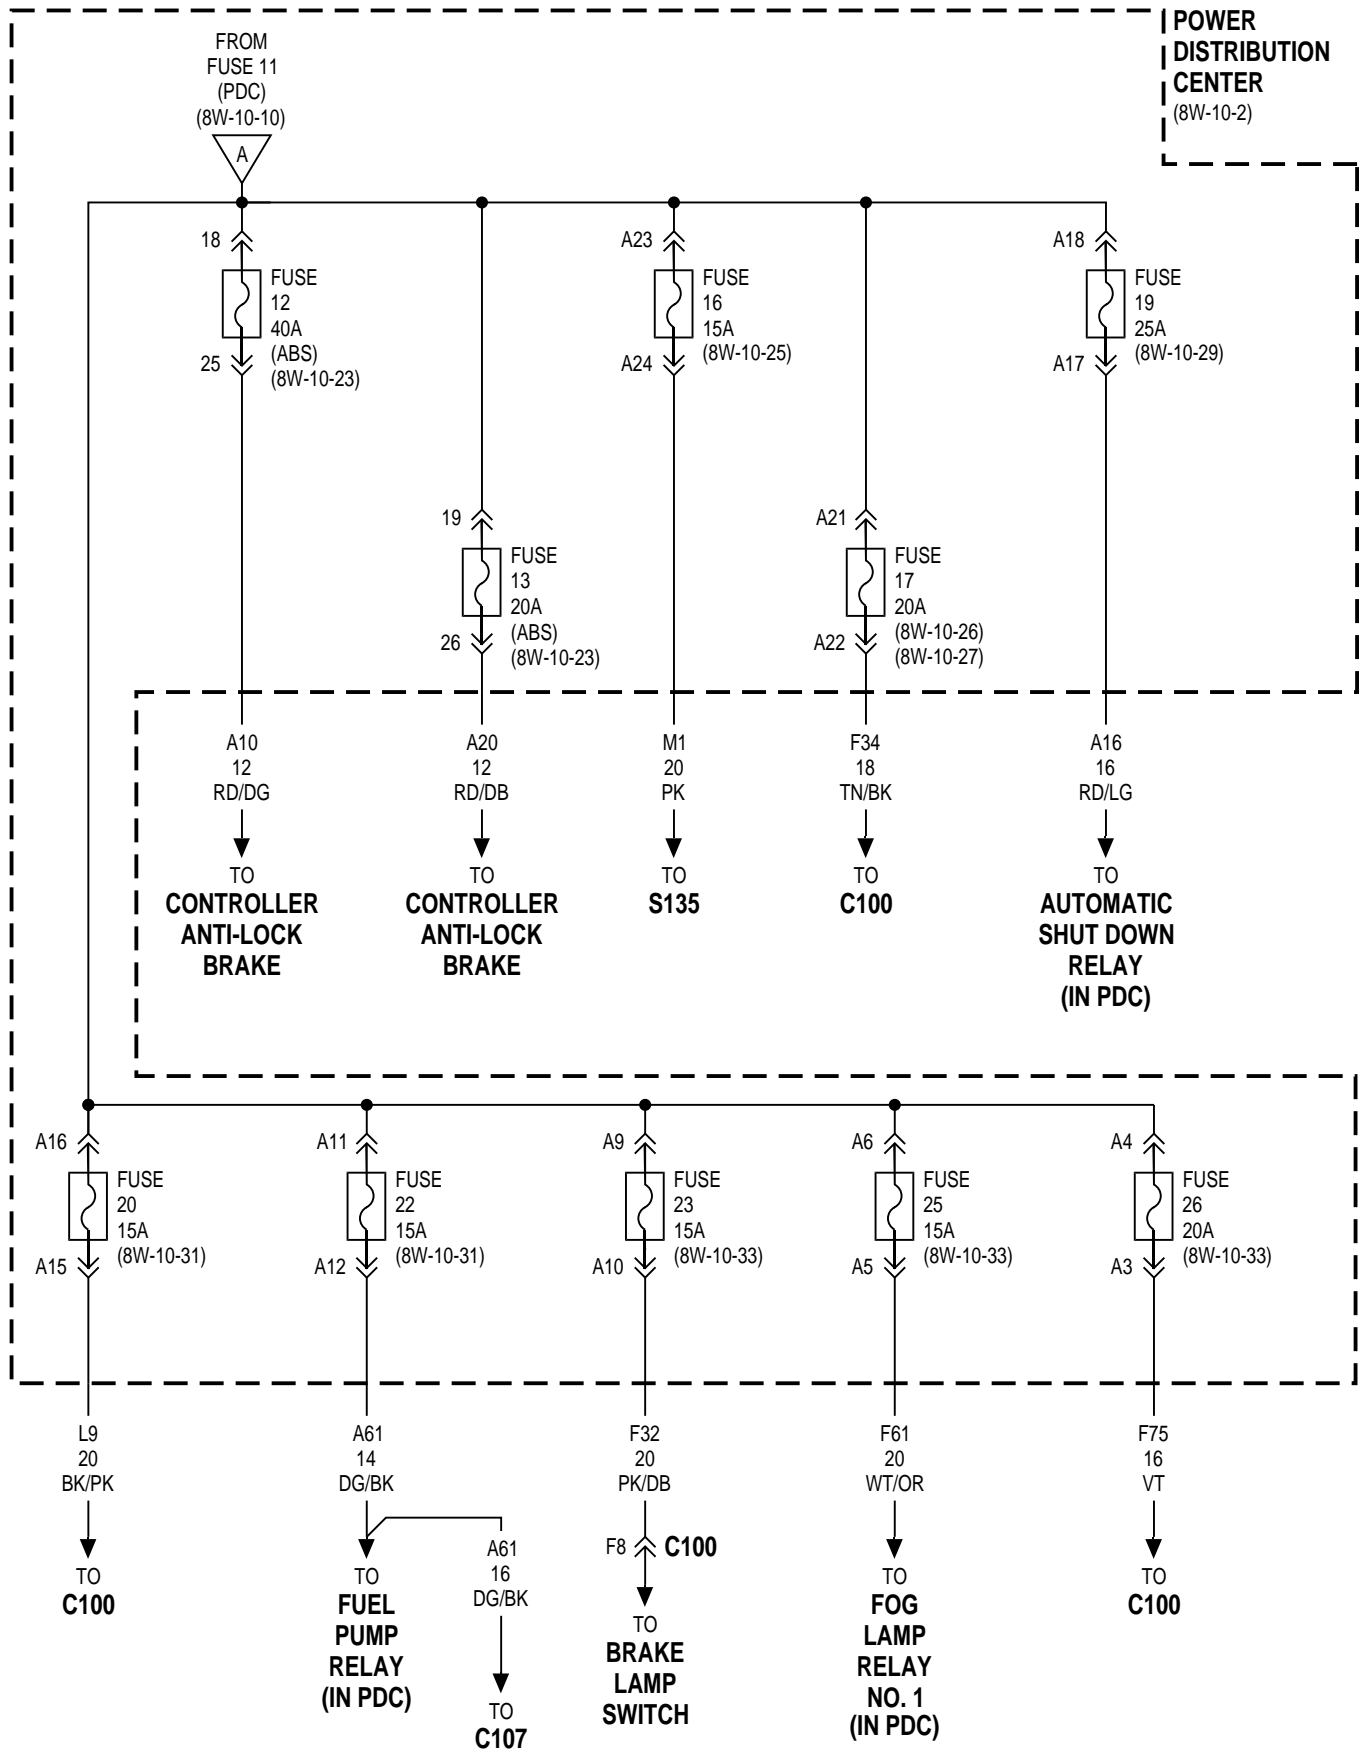 POWER
DISTRIBUTION
CENTER
(8W-10-2)
FROM
FUSE 11
(PDC)
(8W-10-10)
A
18
FUSE
12
40A
(ABS)
(8W-10-23)
25
A23
FUSE
16
15A
(8W-10-25)
A24
A18
FUSE
19
25A
(8W-10-29)
A17
19
FUSE
13
20A
(ABS)
(8W-10-23)
26
A21
FUSE
17
20A
(8W-10-26)
(8W-10-27)
A22
A10
12
RD/DG
TO
CONTROLLER
ANTI-LOCK
BRAKE
A20
12
RD/DB
TO
CONTROLLER
ANTI-LOCK
BRAKE
M1
20
PK
TO
S135
F34
18
TN/BK
TO
C100
A16
16
RD/LG
TO
AUTOMATIC
SHUT DOWN
RELAY
(IN PDC)
A16
FUSE
20
15A
(8W-10-31)
A15
A11
FUSE
22
15A
(8W-10-31)
A12
A9
FUSE
23
15A
(8W-10-33)
A10
A6
FUSE
25
15A
(8W-10-33)
A5
A4
FUSE
26
20A
(8W-10-33)
A3
L9
20
BK/PK
TO
C100
A61
14
DG/BK
TO
FUEL
PUMP
RELAY
(IN PDC)
A61
16
DG/BK
TO
C107
F32
20
PK/DB
F8
C100
TO
BRAKE
LAMP
SWITCH
F61
20
WT/OR
TO
FOG
LAMP
RELAY
NO. 1
(IN PDC)
F75
16
VT
TO
C100